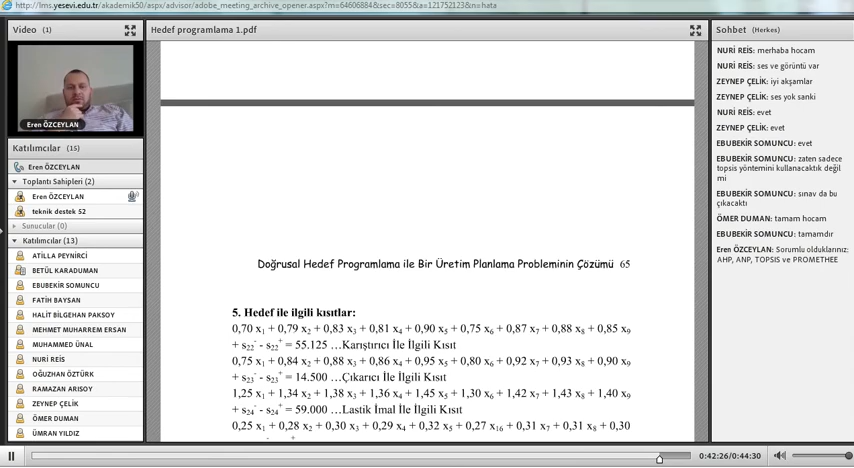 http://lms.yesevi.edu.tr/akademik50/aspx/advisor/adobe_meeting_archive_opener.aspx?m=64606884&sec=8055&ta=121752123&n=hata
Video (1)
Eren ÖZCEYLAN
Katılımcılar (15)
Eren ÖZCEYLAN
Toplantı Sahipleri (2)
Eren ÖZCEYLAN
teknik destek 52
Sunucular (0)
Katılımcılar (13)
ATİLLA PEYNİRCİ
BETÜL KARADUMAN
EBUBEKİR SOMUNCU
FATİH BAYSAN
HALİT BİLGEHAN PAKSOY
MEHMET MUHARREM ERSAN
MUHAMMED ÜNAL
NURİ REİS
OĞUZHAN ÖZTÜRK
RAMAZAN ARISOY
ZEYNEP ÇELİK
ÖMER DUMAN
ÜMRAN YILDIZ
Hedef programlama 1.pdf
Doğrusal Hedef Programlama ile Bir Üretim Planlama Probleminin Çözümü 65
5. Hedef ile ilgili kısıtlar:
0,70 x1 + 0,79 x2 + 0,83 x3 + 0,81 x4 + 0,90 x5 + 0,75 x6 + 0,87 x7 + 0,88 x8 + 0,85 x9
+ s22- - s22+ = 55.125 …Karıştırıcı İle İlgili Kısıt
0,75 x1 + 0,84 x2 + 0,88 x3 + 0,86 x4 + 0,95 x5 + 0,80 x6 + 0,92 x7 + 0,93 x8 + 0,90 x9
+ s23- - s23+ = 14.500 …Çıkarıcı İle İlgili Kısıt
1,25 x1 + 1,34 x2 + 1,38 x3 + 1,36 x4 + 1,45 x5 + 1,30 x6 + 1,42 x7 + 1,43 x8 + 1,40 x9
+ s24- - s24+ = 59.000 …Lastik İmal İle İlgili Kısıt
0,25 x1 + 0,28 x2 + 0,30 x3 + 0,29 x4 + 0,32 x5 + 0,27 x16 + 0,31 x7 + 0,31 x8 + 0,30
Sohbet (Herkes)
NURİ REİS: merhaba hocam
NURİ REİS: ses ve görüntü var
ZEYNEP ÇELİK: iyi akşamlar
ZEYNEP ÇELİK: ses yok sanki
NURİ REİS: evet
ZEYNEP ÇELİK: evet
EBUBEKİR SOMUNCU: evet
EBUBEKİR SOMUNCU: zaten sadece
topsis yöntemini kullanacaktık değil
mi
EBUBEKİR SOMUNCU: sınav da bu
çıkacaktı
ÖMER DUMAN: tamam hocam
EBUBEKİR SOMUNCU: tamamdır
Eren ÖZCEYLAN: Sorumlu olduklarınız:
AHP, ANP, TOPSIS ve PROMETHEE
0:42:26/0:44:30